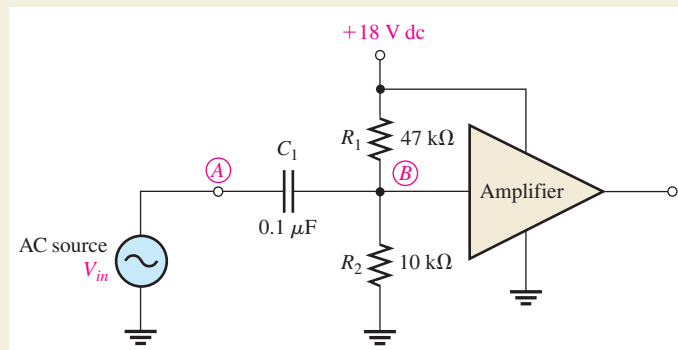 +18 V dc
R1 47 kΩ
C1
A
B
Amplifier
0.1 μF
AC source
Vin
R2 10 kΩ